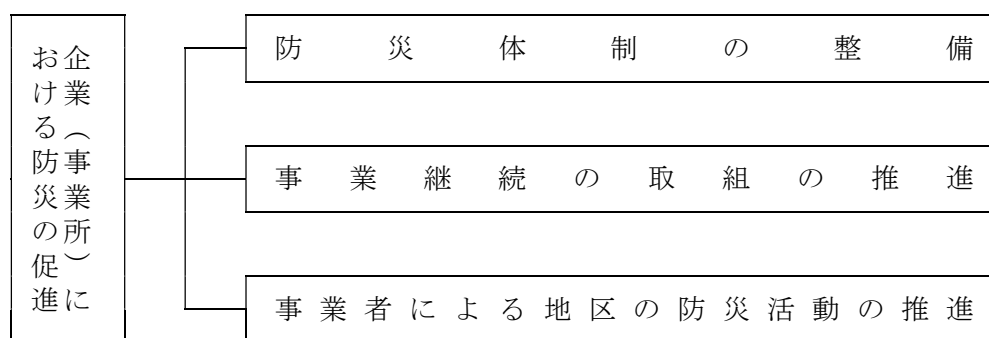 企業（事業所）に
おける防災の促進
防災体制の整備
事業継続の取組の推進
事業者による地区の防災活動の推進